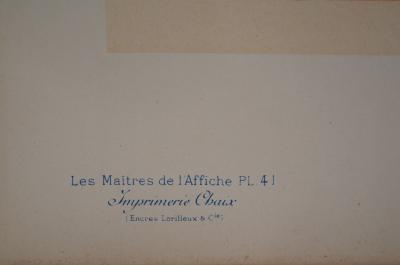 Les Maîtres de l'Affiche PL. 41
Imprimerie Chaix
(Encres Lorilleux & Cie)